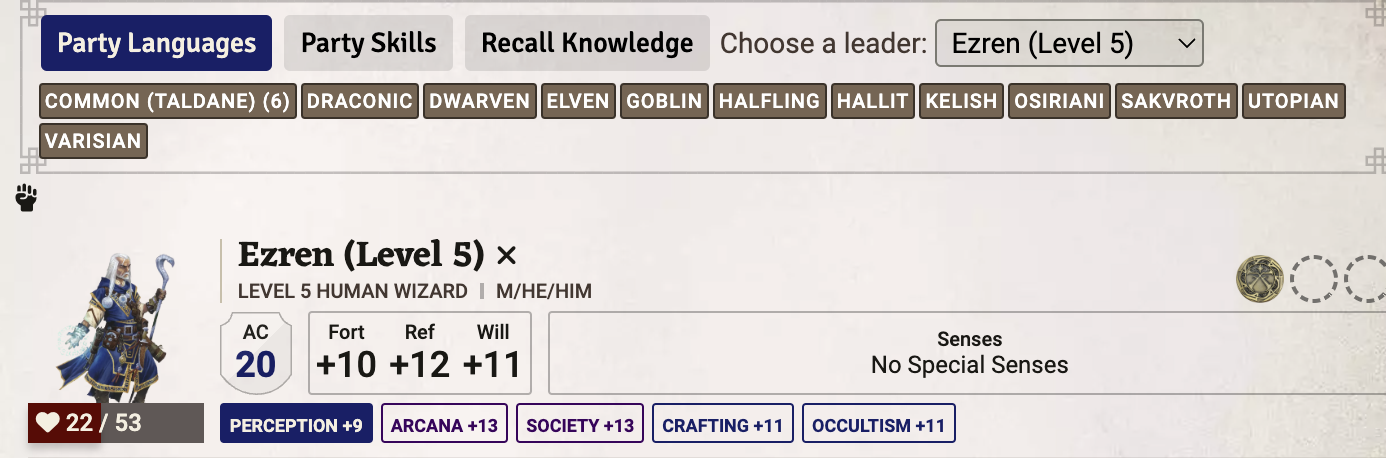 Party Languages Party Skills Recall Knowledge Choose a leader: Ezren (Level 5)
COMMON (TALDANE) (6) DRACONIC DWARVEN ELVEN GOBLIN HALFLING HALLIT KELISH OSIRIANI SAKVROTH UTOPIAN
VARISIAN
Ezren (Level 5)
LEVEL 5 HUMAN WIZARD | M/HE/HIM
AC Fort Ref Will Senses
20 +10 +12 +11 No Special Senses
22 / 53 PERCEPTION +9 ARCANA +13 SOCIETY +13 CRAFTING +11 OCCULTISM +11